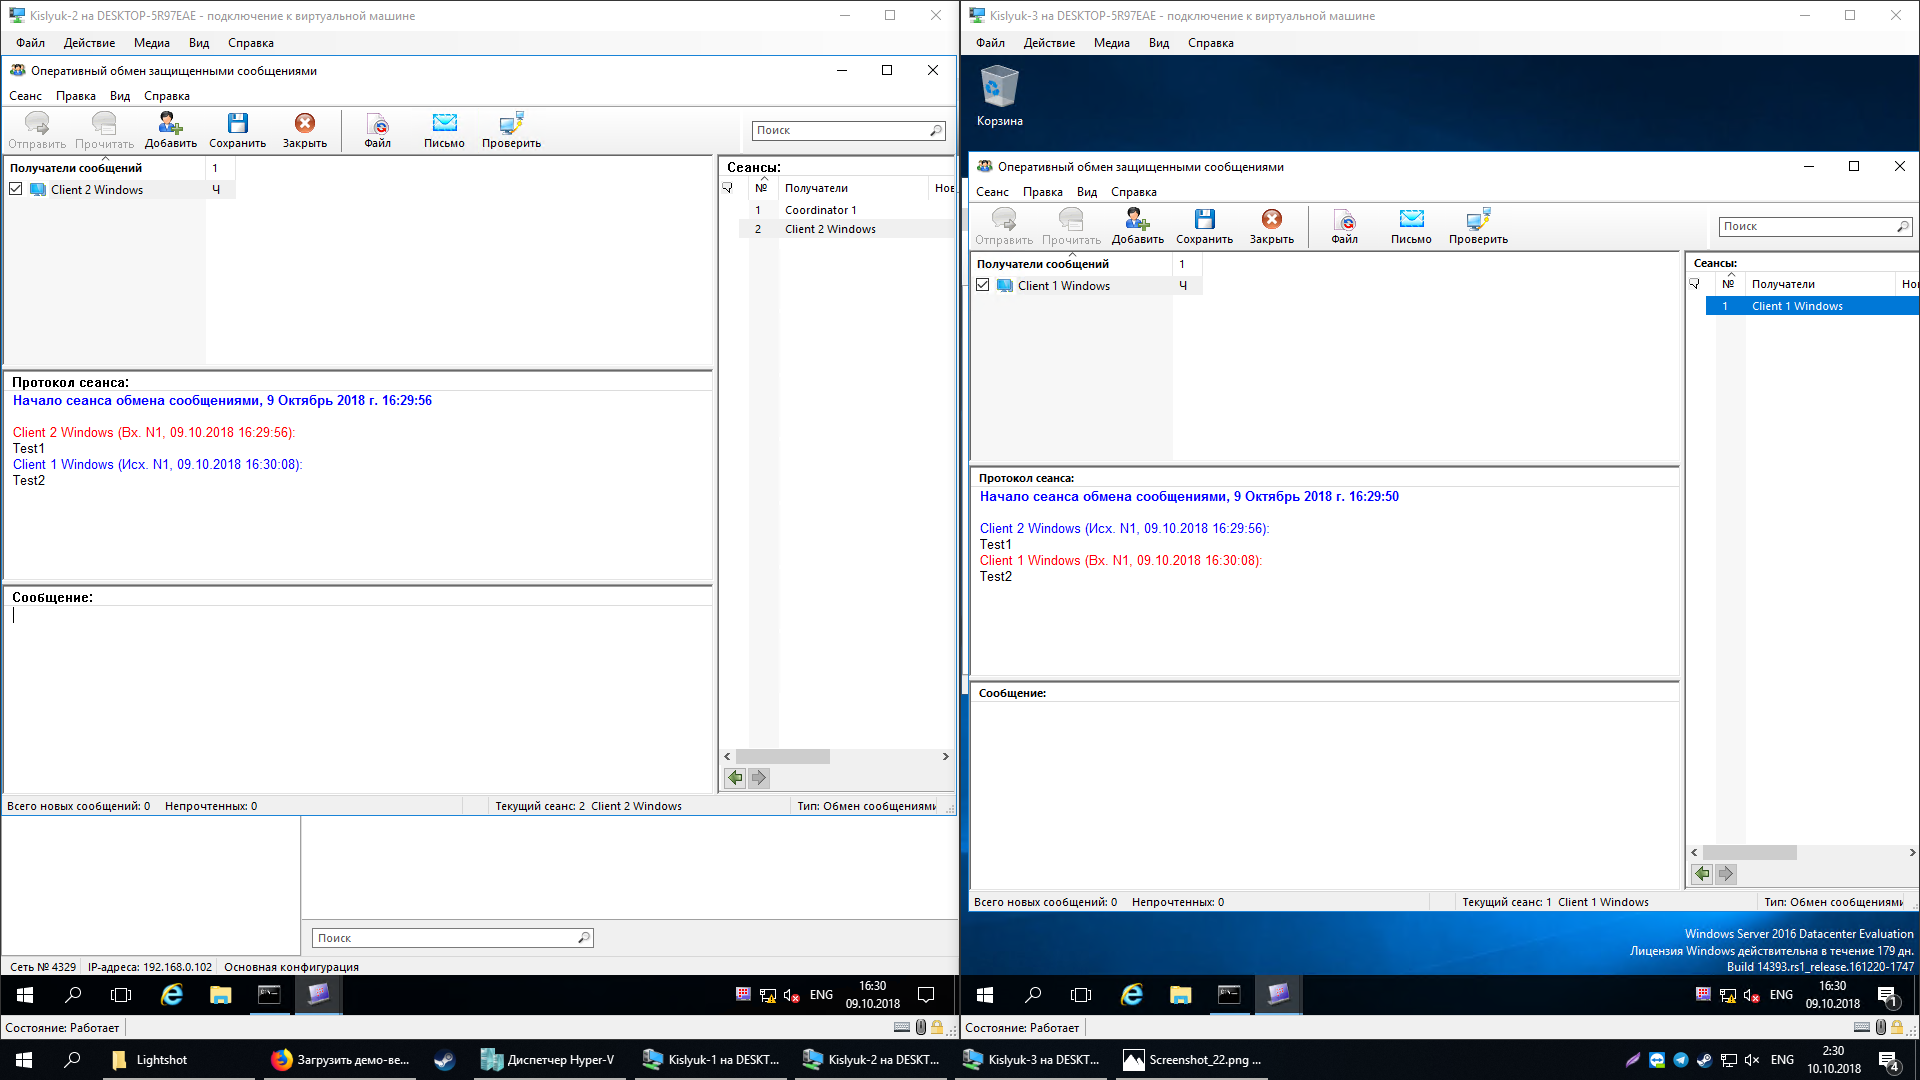 Kislyuk-2 на DESKTOP-5R97EAE - подключение к виртуальной машине
Файл Действие Медиа Вид Справка
Оперативный обмен защищенными сообщениями
Сеанс Правка Вид Справка
Отправить Прочитать Добавить Сохранить Закрыть Файл Письмо Проверить
Поиск
Получатели сообщений 1
Client 2 Windows Ч
Сеансы:
№ Получатели Нов
1 Coordinator 1
2 Client 2 Windows
Протокол сеанса:
Начало сеанса обмена сообщениями, 9 Октябрь 2018 г. 16:29:56
Client 2 Windows (Вх. N1, 09.10.2018 16:29:56):
Test1
Client 1 Windows (Исх. N1, 09.10.2018 16:30:08):
Test2
Сообщение:
Всего новых сообщений: 0 Непрочтенных: 0 Текущий сеанс: 2 Client 2 Windows Тип: Обмен сообщениями
Поиск
Сеть № 4329 IP-адреса: 192.168.0.102 Основная конфигурация
ENG 16:30
09.10.2018
Состояние: Работает
Kislyuk-3 на DESKTOP-5R97EAE - подключение к виртуальной машине
Файл Действие Медиа Вид Справка
Корзина
Оперативный обмен защищенными сообщениями
Сеанс Правка Вид Справка
Отправить Прочитать Добавить Сохранить Закрыть Файл Письмо Проверить
Поиск
Получатели сообщений 1
Client 1 Windows Ч
Сеансы:
№ Получатели Нов
1 Client 1 Windows
Протокол сеанса:
Начало сеанса обмена сообщениями, 9 Октябрь 2018 г. 16:29:50
Client 2 Windows (Исх. N1, 09.10.2018 16:29:56):
Test1
Client 1 Windows (Вх. N1, 09.10.2018 16:30:08):
Test2
Сообщение:
Всего новых сообщений: 0 Непрочтенных: 0 Текущий сеанс: 1 Client 1 Windows Тип: Обмен сообщениями
Windows Server 2016 Datacenter Evaluation
Лицензия Windows действительна в течение 179 дн.
Build 14393.rs1_release.161220-1747
ENG 16:30
09.10.2018 1
Состояние: Работает
Lightshot Загрузить демо-ве... Диспетчер Hyper-V Kislyuk-1 на DESKT... Kislyuk-2 на DESKT... Kislyuk-3 на DESKT... Screenshot_22.png ... ENG 2:30
10.10.2018 4